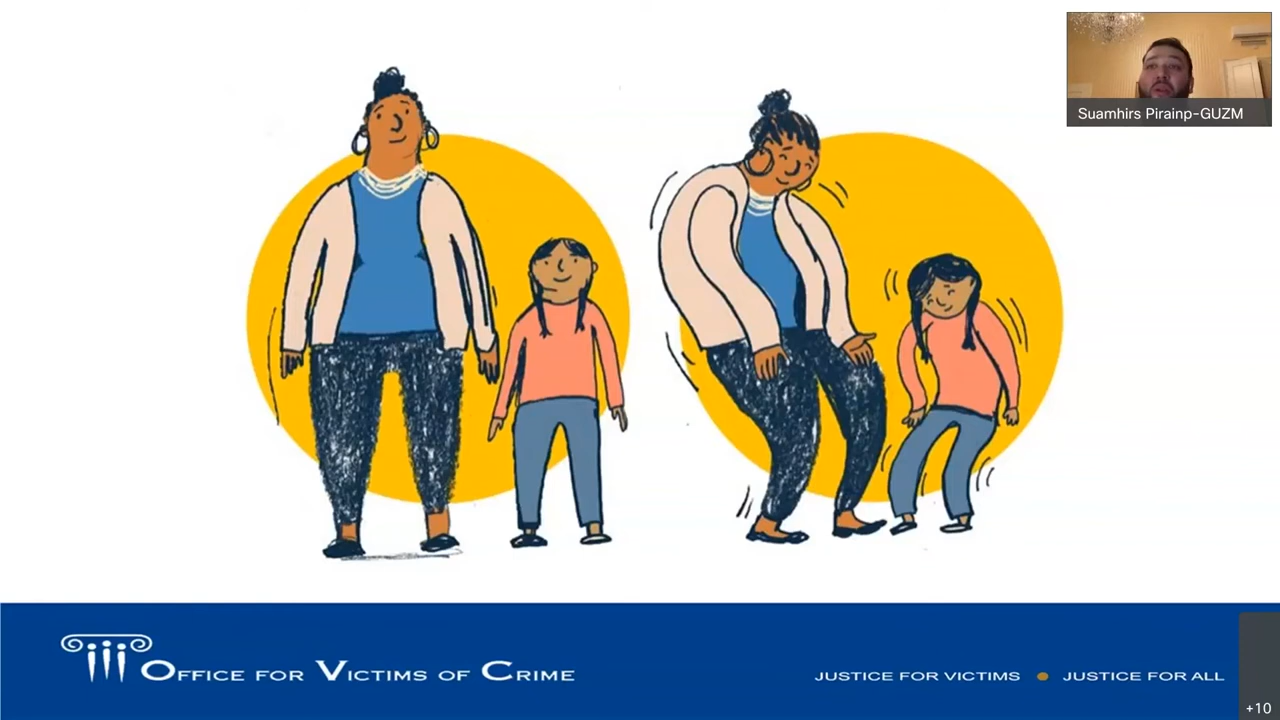 Suamhirs Pirainp-GUZM
OFFICE FOR VICTIMS OF CRIME
JUSTICE FOR VICTIMS • JUSTICE FOR ALL
+10